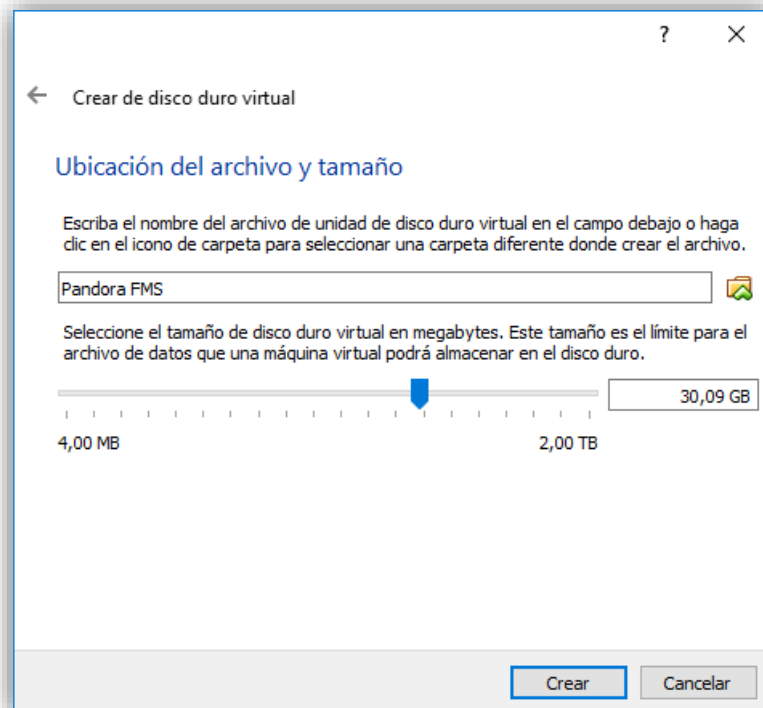 ?
Crear de disco duro virtual
Ubicación del archivo y tamaño
Escriba el nombre del archivo de unidad de disco duro virtual en el campo debajo o haga
clic en el icono de carpeta para seleccionar una carpeta diferente donde crear el archivo.
Pandora FMS
Seleccione el tamaño de disco duro virtual en megabytes. Este tamaño es el límite para el
archivo de datos que una máquina virtual podrá almacenar en el disco duro.
30,09 GB
4,00 MB 2,00 TB
Crear Cancelar